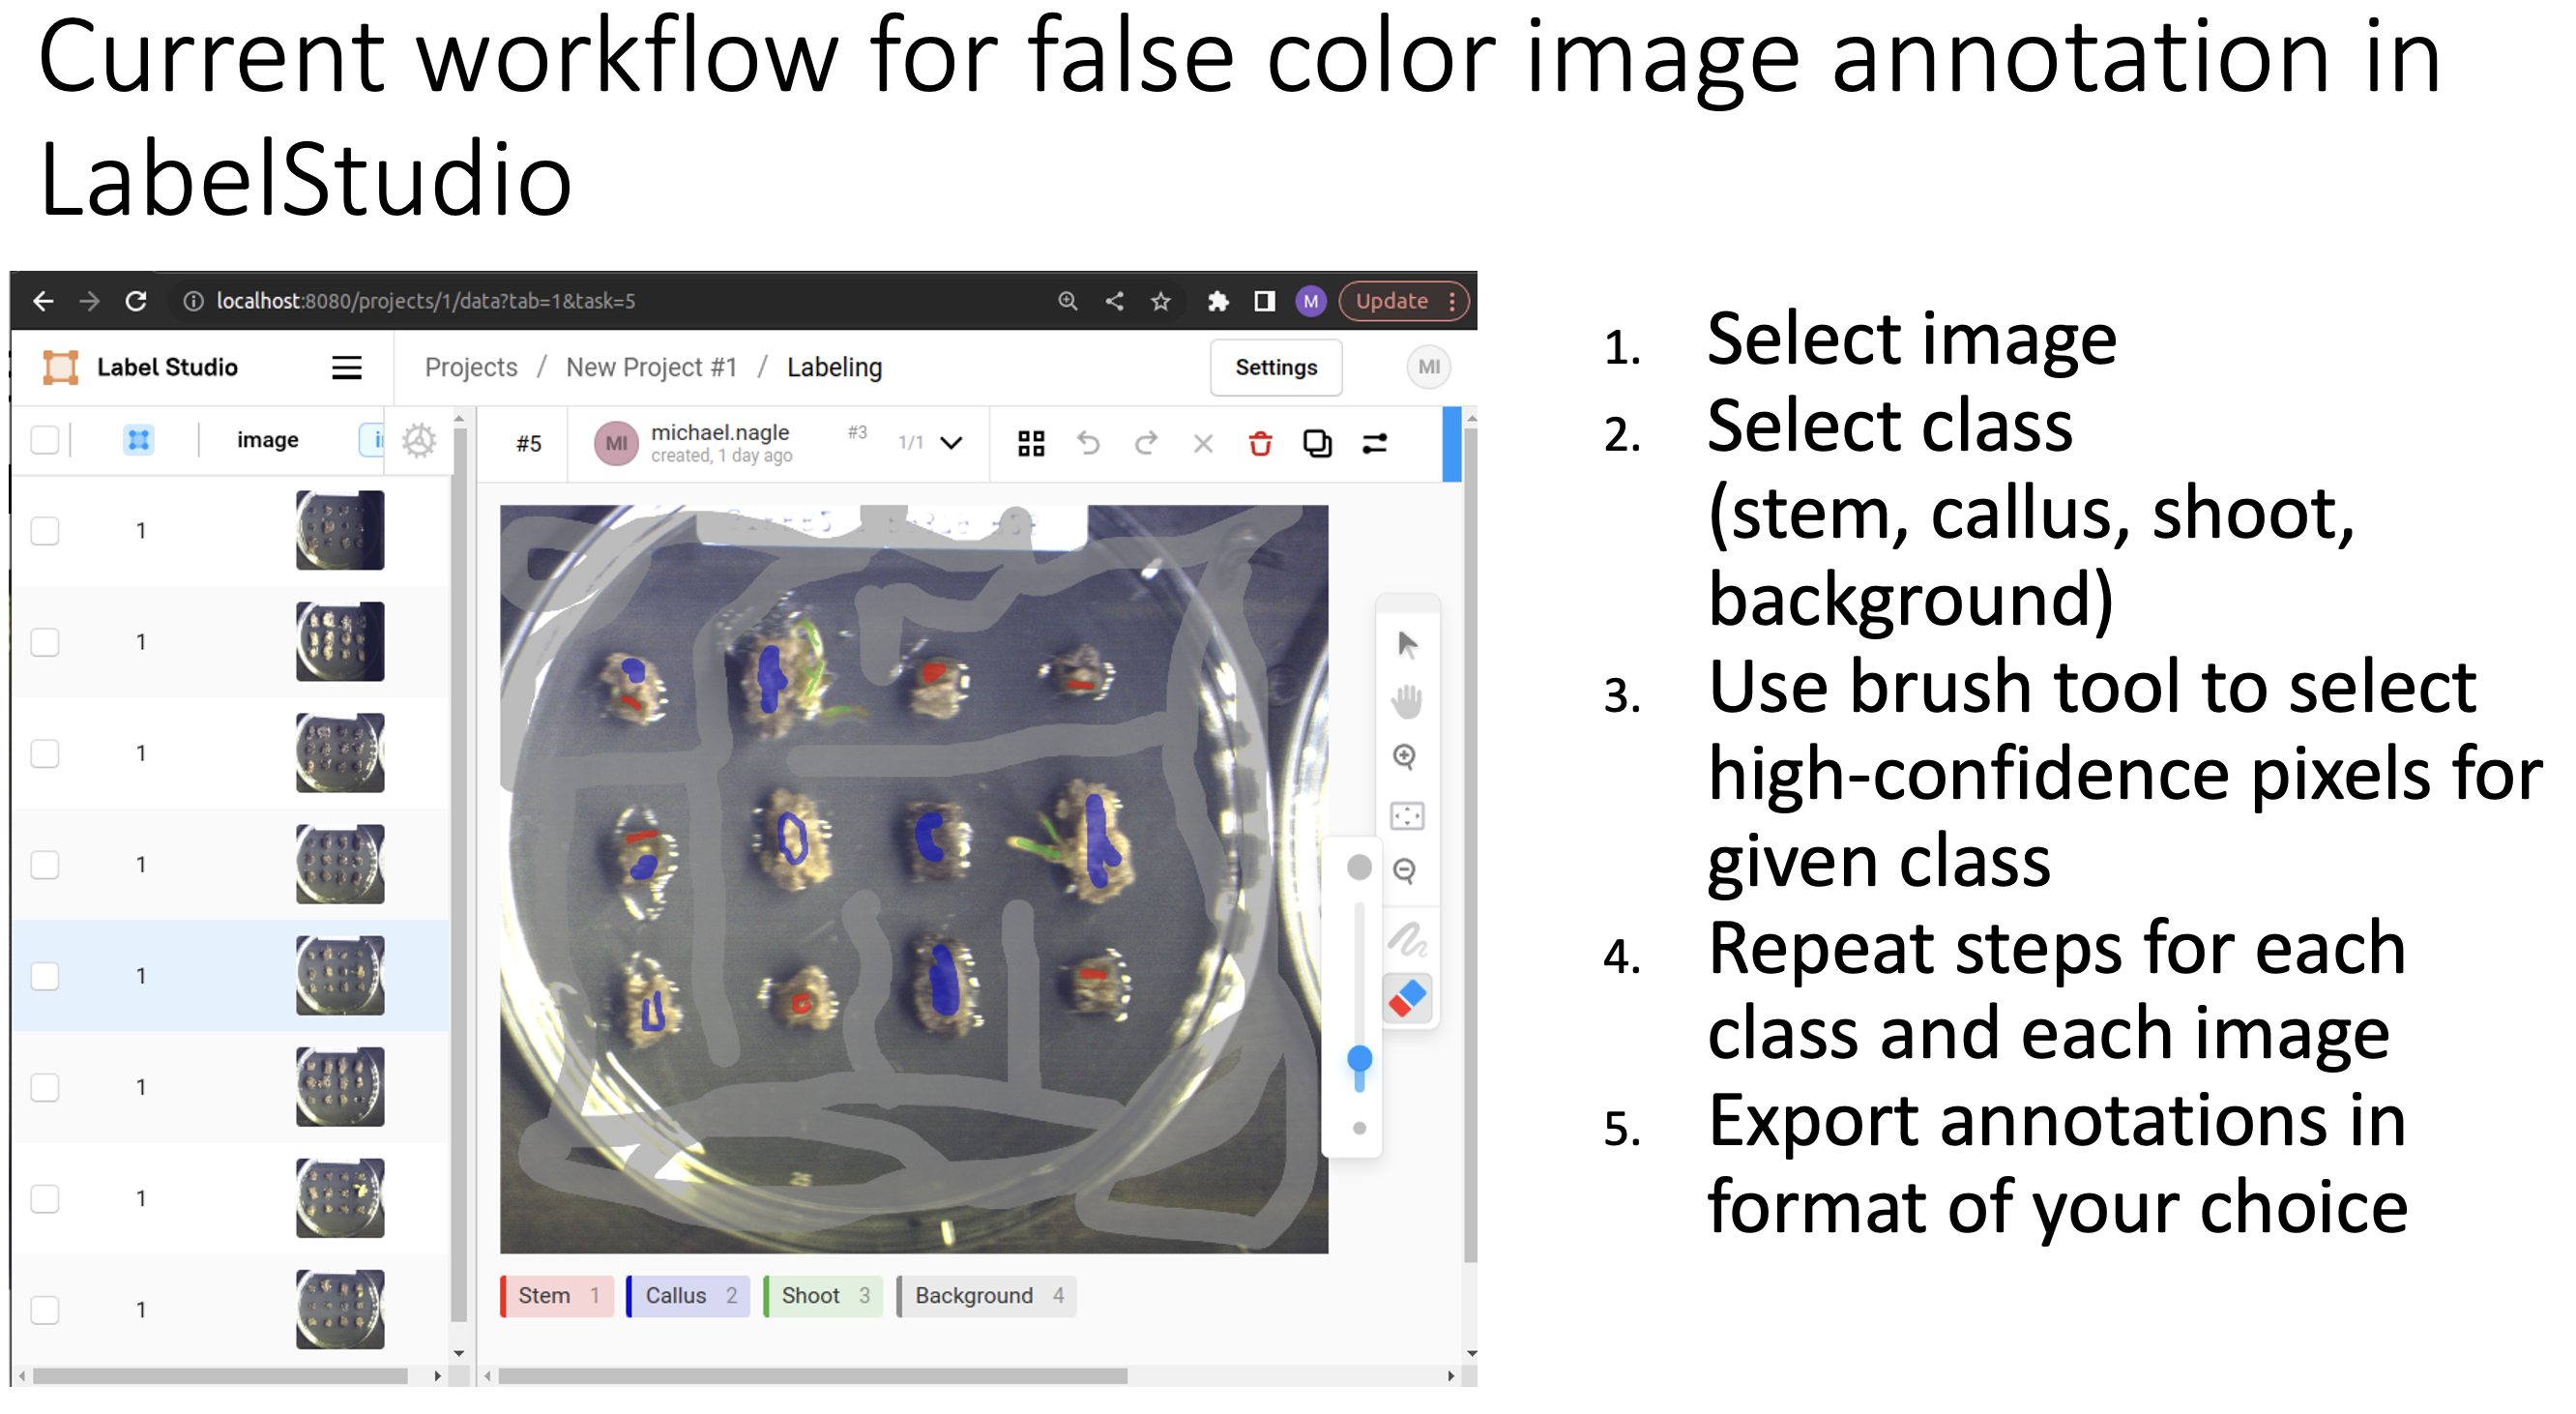 Current workflow for false color image annotation in
LabelStudio
localhost:8080/projects/1/data?tab=1&task=5
M
Update
Label Studio
Projects / New Project #1 / Labeling
Settings
MI
image
#5
MI
michael.nagle
created, 1 day ago
#3
1/1
1
1
1
1
1
1
1
1
Stem 1
Callus 2
Shoot 3
Background 4
1. Select image
2. Select class
(stem, callus, shoot,
background)
3. Use brush tool to select
high-confidence pixels for
given class
4. Repeat steps for each
class and each image
5. Export annotations in
format of your choice